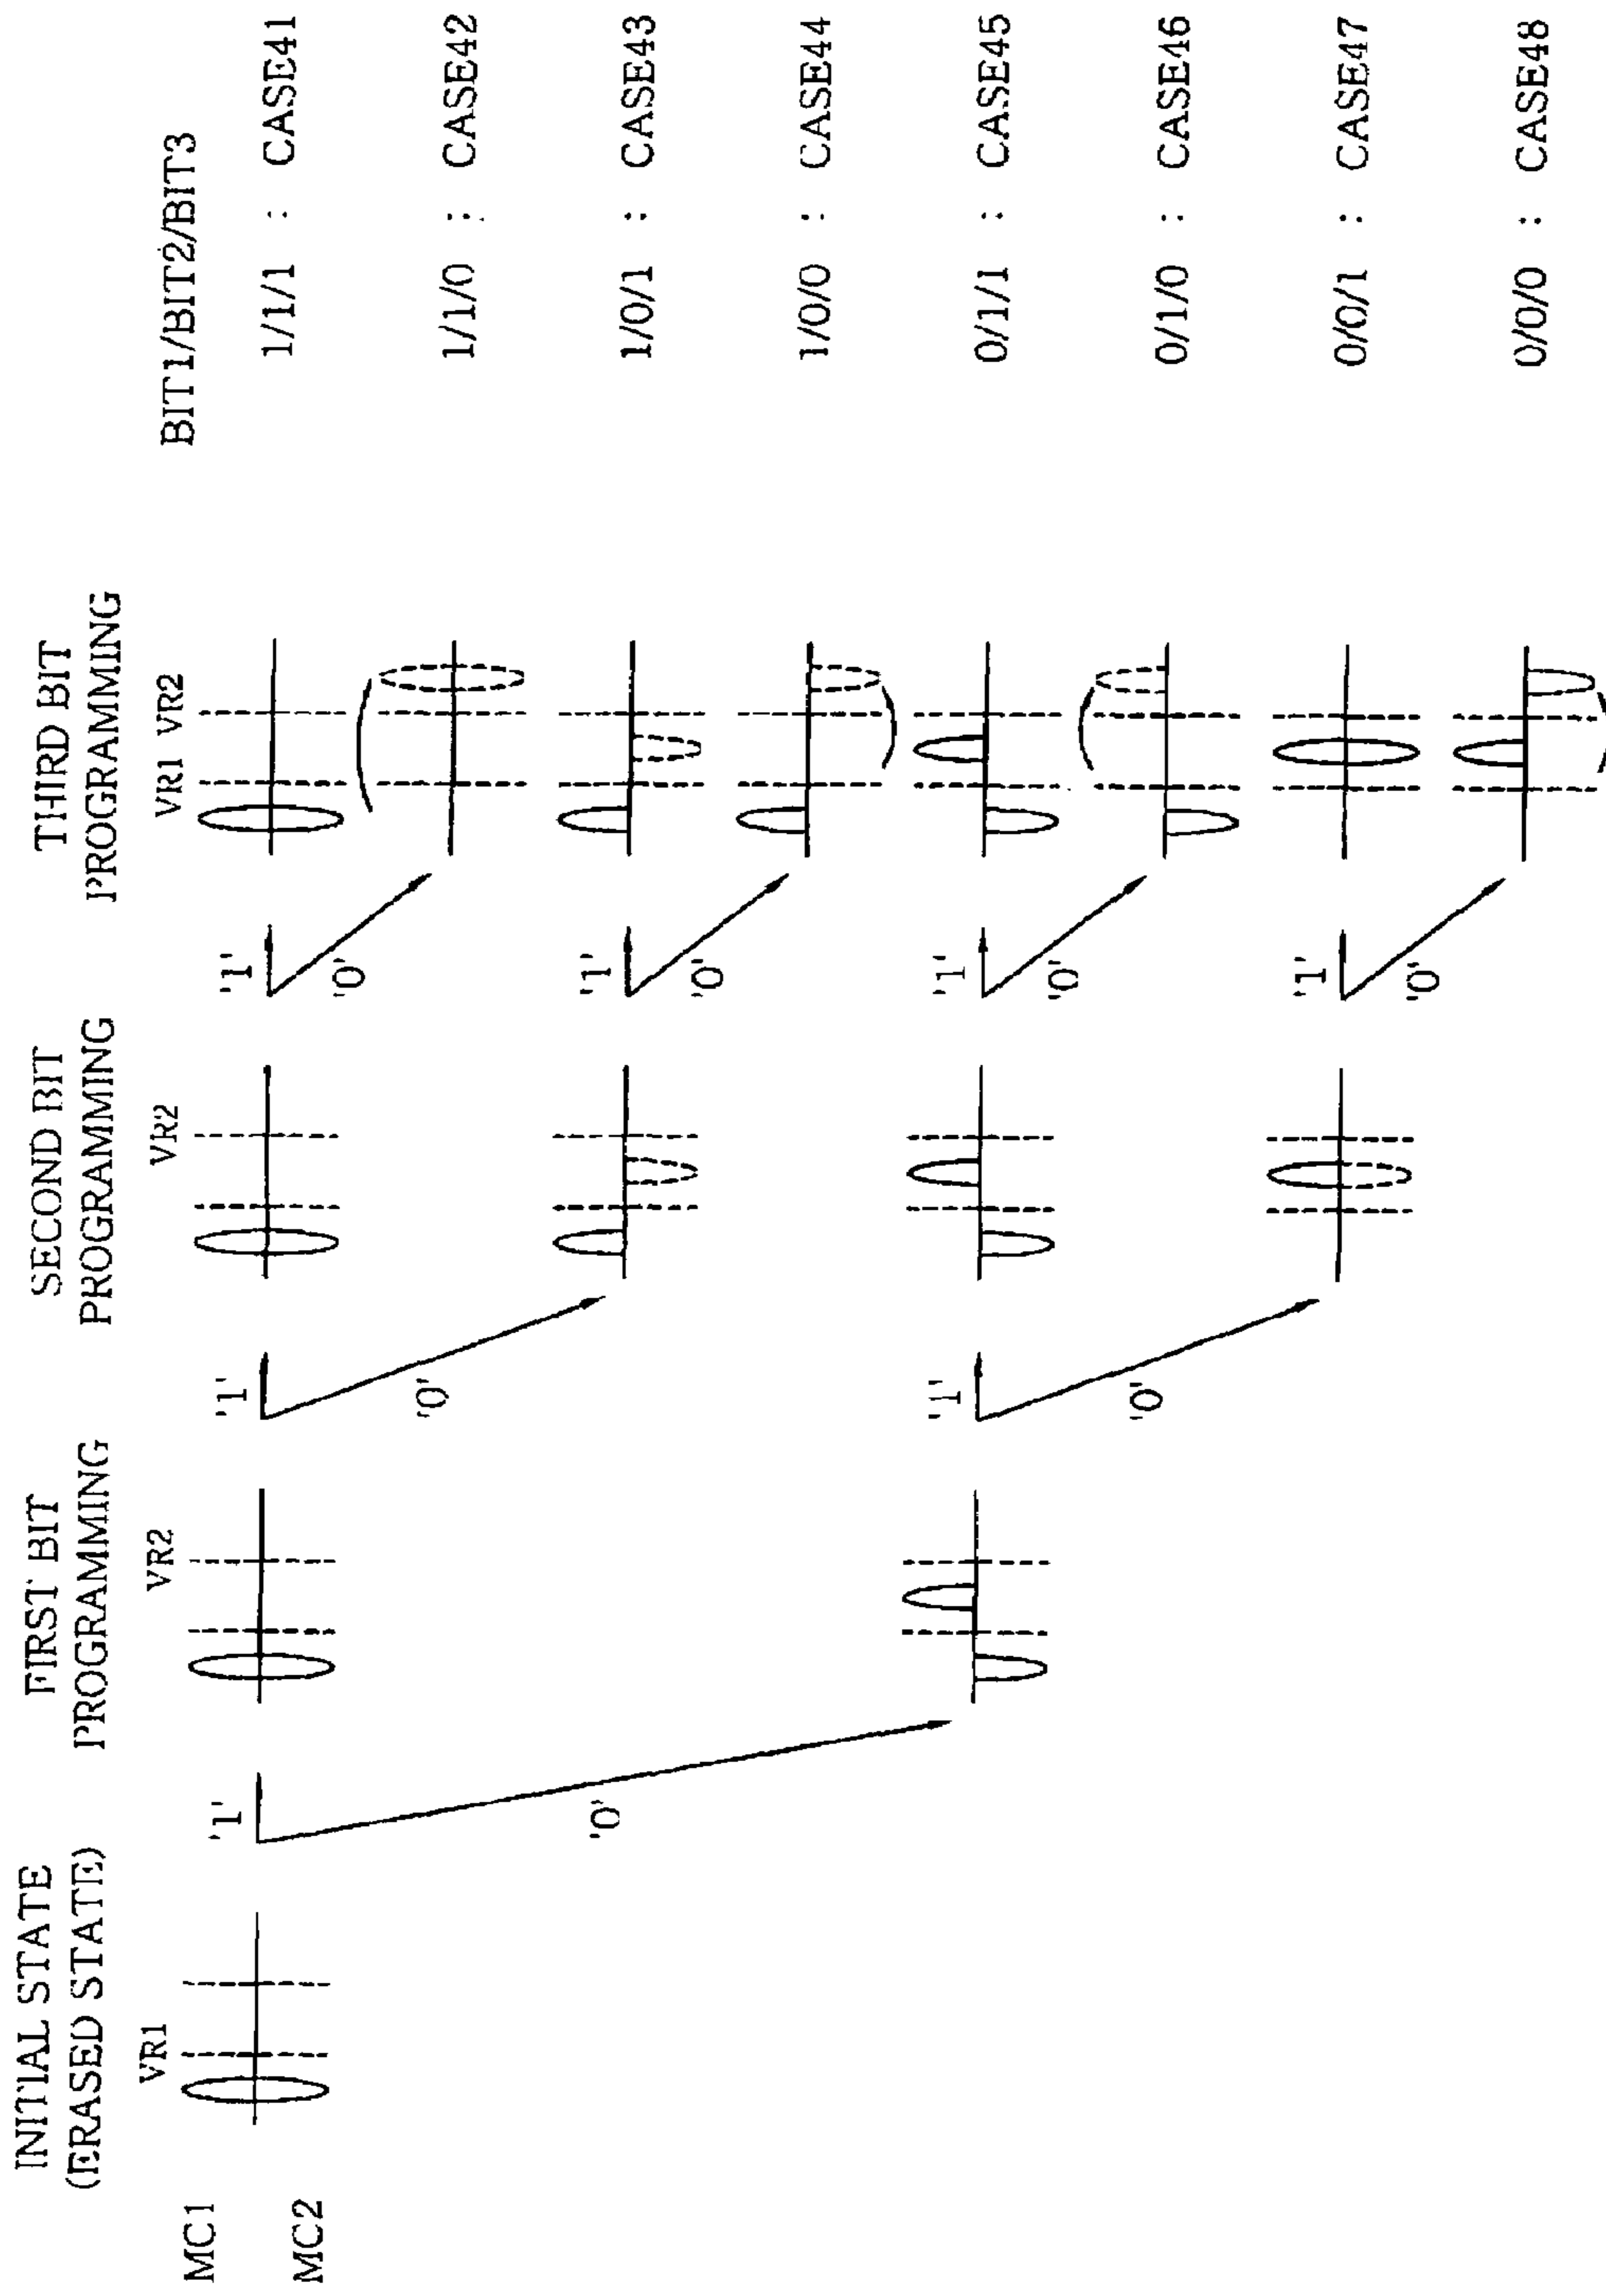 INITIAL STATE
(ERASED STATE)
FIRST BIT
PROGRAMMING
SECOND BIT
PROGRAMMING
THIRD BIT
PROGRAMMING
MC1
MC2
VR1
VR2
VR2
VR1 VR2
BIT1/BIT2/BIT3
'1'
'1'
'1'
1/1/1 : CASE41
'0'
1/1/0 : CASE42
'0'
'1'
1/0/1 : CASE43
'0'
1/0/0 : CASE44
'0'
'1'
'1'
0/1/1 : CASE45
'0'
0/1/0 : CASE46
'0'
'1'
0/0/1 : CASE47
'0'
0/0/0 : CASE48